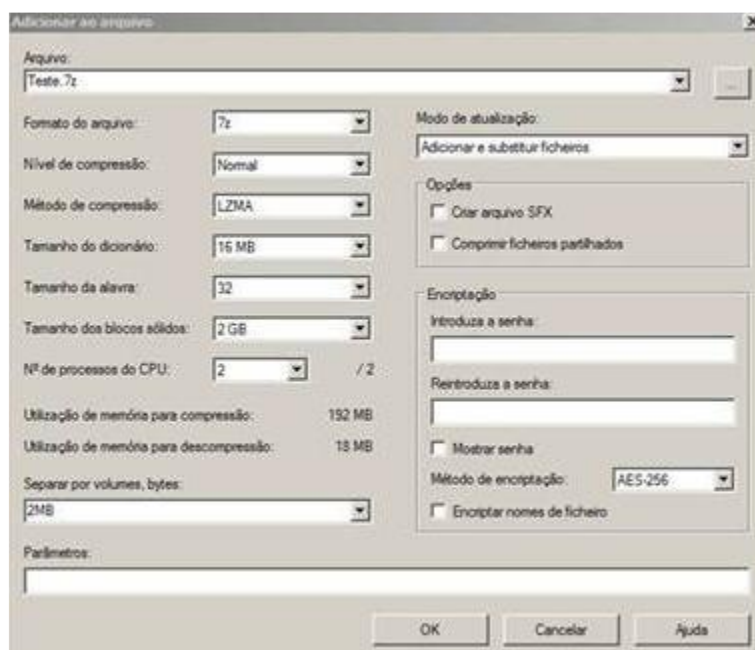 Adicionar ao arquivo
Arquivo:
Teste.7z
...
Formato do arquivo: 7z
Nível de compressão: Normal
Método de compressão: LZMA
Tamanho do dicionário: 16 MB
Tamanho da alavra: 32
Tamanho dos blocos sólidos: 2 GB
Nº de processos do CPU: 2 / 2
Utilização de memória para compressão: 192 MB
Utilização de memória para descompressão: 18 MB
Separar por volumes, bytes:
2MB
Modo de atualização:
Adicionar e substituir ficheiros
Opções
Criar arquivo SFX
Comprimir ficheiros partilhados
Encriptação
Introduza a senha:
Reintroduza a senha:
Mostrar senha
Método de encriptação: AES-256
Encriptar nomes de ficheiro
Parâmetros:
OK Cancelar Ajuda